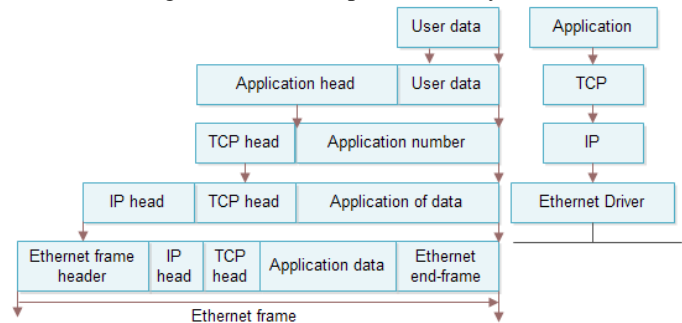 User data Application
Application head User data TCP
TCP head Application number IP
IP head TCP head Application of data Ethernet Driver
Ethernet frame IP TCP Application data Ethernet
header head head end-frame
Ethernet frame